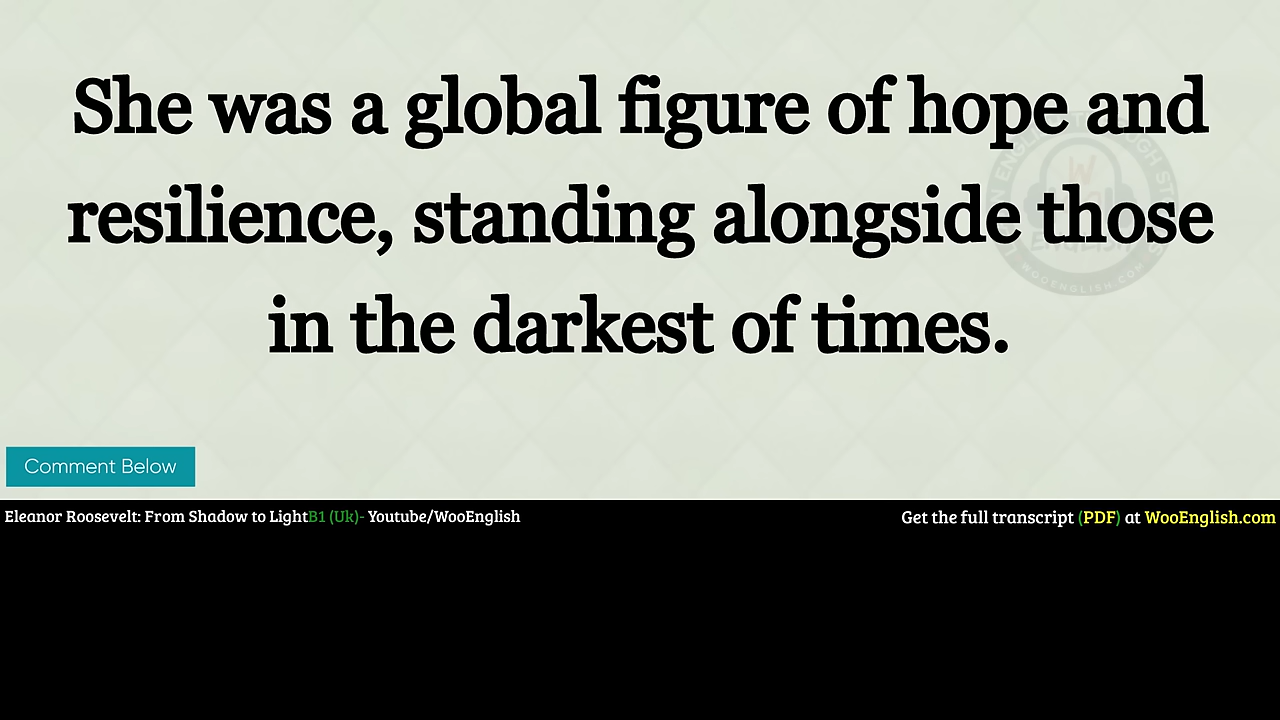 She was a global figure of hope and
resilience, standing alongside those
in the darkest of times.
Comment Below
Eleanor Roosevelt: From Shadow to LightB1 (Uk)- Youtube/WooEnglish
Get the full transcript (PDF) at WooEnglish.com